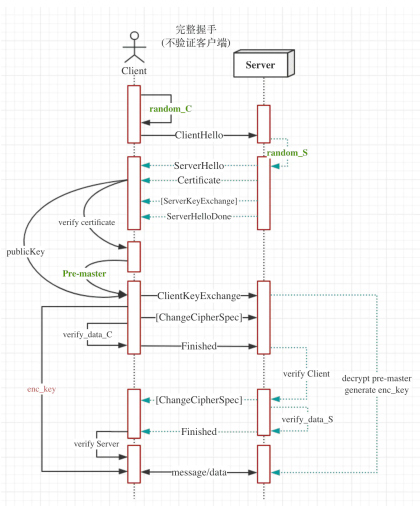 完整握手
(不验证客户端)
Client
Server
random_C
ClientHello
random_S
ServerHello
Certificate
[ServerKeyExchange]
verify certificate
ServerHelloDone
publicKey
Pre-master
ClientKeyExchange
[ChangeCipherSpec]
verify_data_C
Finished
verify Client
decrypt pre-master
generate enc_key
enc_key
[ChangeCipherSpec]
verify_data_S
Finished
verify Server
message/data